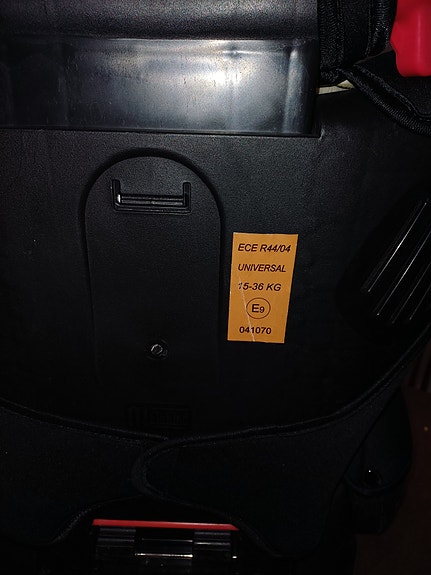 ECE R44/04
UNIVERSAL
15-36 KG
E9
041070